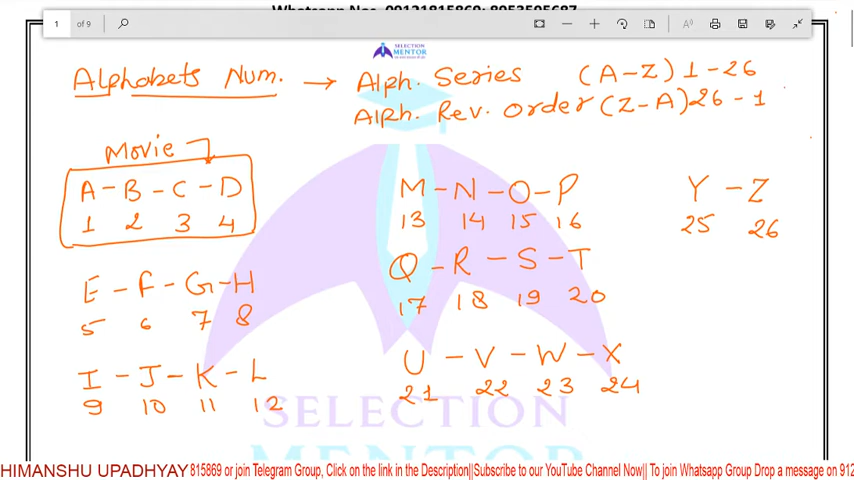 1 of 9
SELECTION
MENTOR
Alphabets Num. → Alph. Series (A-Z) 1-26
Alph. Rev. Order (Z-A) 26-1
Movie
A-B-C-D
1 2 3 4
E-F-G-H
5 6 7 8
I-J-K-L
9 10 11 12
M-N-O-P
13 14 15 16
Q-R-S-T
17 18 19 20
U-V-W-X
21 22 23 24
Y-Z
25 26
SELECTION
MENTOR
HIMANSHU UPADHYAY 815869 or join Telegram Group, Click on the link in the Description||Subscribe to our YouTube Channel Now|| To join Whatsapp Group Drop a message on 912